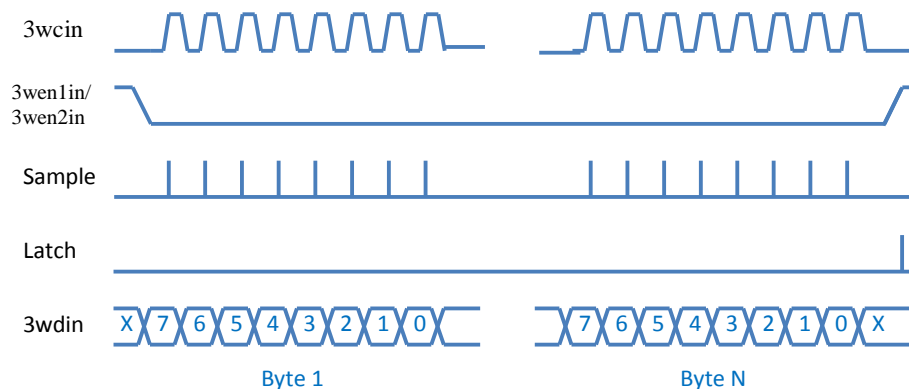 3wcin
3wen1in/
3wen2in
Sample
Latch
3wdin X 7 6 5 4 3 2 1 0 7 6 5 4 3 2 1 0 X
Byte 1 Byte N